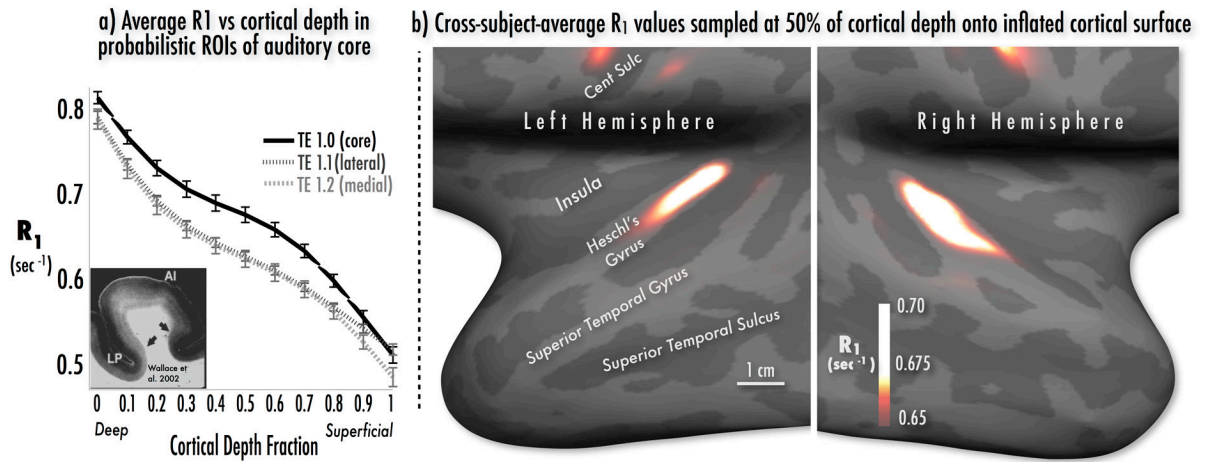 a) Average R1 vs cortical depth in
probabilistic ROIs of auditory core
0.8
0.7
0.6
0.5
R1
(sec -1)
TE 1.0 (core)
TE 1.1(lateral)
TE 1.2 (medial)
AI
LP
Wallace et
al. 2002
0 0.1 0.2 0.3 0.4 0.5 0.6 0.7 0.8 0.9 1
Deep
Superficial
Cortical Depth Fraction
b) Cross-subject-average R1 values sampled at 50% of cortical depth onto inflated cortical surface
Cent Sulc
Left Hemisphere
Insula
Heschl's
Gyrus
Superior Temporal Gyrus
Superior Temporal Sulcus
1 cm
Right Hemisphere
R1
(sec -1)
0.70
0.675
0.65